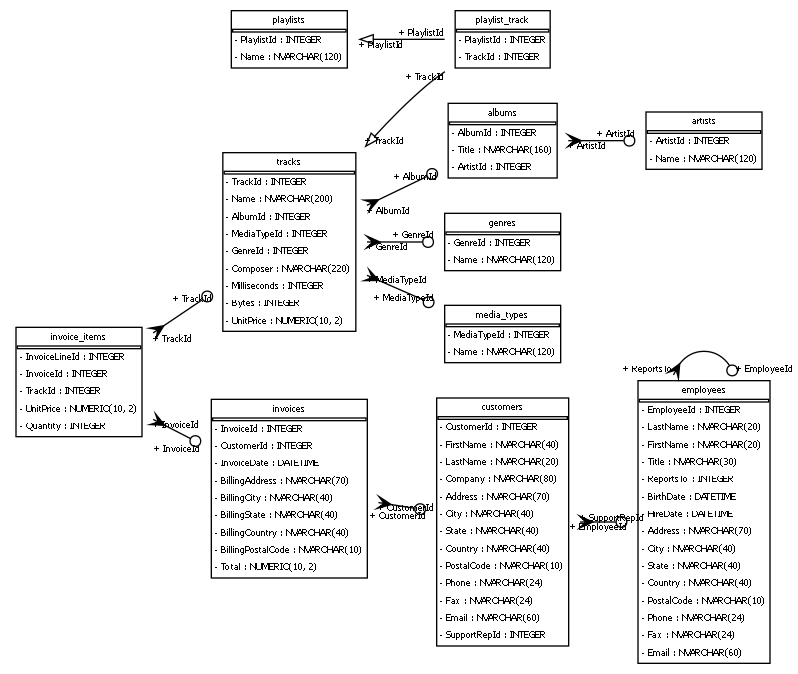 playlists
- PlaylistId : INTEGER
- Name : NVARCHAR(120)
+ PlaylistId
+ PlaylistId
playlist_track
- PlaylistId : INTEGER
- TrackId : INTEGER
+ TrackId
+ TrackId
albums
- AlbumId : INTEGER
- Title : NVARCHAR(160)
- ArtistId : INTEGER
+ ArtistId
+ ArtistId
artists
- ArtistId : INTEGER
- Name : NVARCHAR(120)
tracks
- TrackId : INTEGER
- Name : NVARCHAR(200)
- AlbumId : INTEGER
- MediaTypeId : INTEGER
- GenreId : INTEGER
- Composer : NVARCHAR(220)
- Milliseconds : INTEGER
- Bytes : INTEGER
- UnitPrice : NUMERIC(10, 2)
+ AlbumId
+ AlbumId
+ GenreId
+ GenreId
+ MediaTypeId
+ MediaTypeId
genres
- GenreId : INTEGER
- Name : NVARCHAR(120)
media_types
- MediaTypeId : INTEGER
- Name : NVARCHAR(120)
+ TrackId
+ TrackId
invoice_items
- InvoiceLineId : INTEGER
- InvoiceId : INTEGER
- TrackId : INTEGER
- UnitPrice : NUMERIC(10, 2)
- Quantity : INTEGER
+ InvoiceId
+ InvoiceId
invoices
- InvoiceId : INTEGER
- CustomerId : INTEGER
- InvoiceDate : DATETIME
- BillingAddress : NVARCHAR(70)
- BillingCity : NVARCHAR(40)
- BillingState : NVARCHAR(40)
- BillingCountry : NVARCHAR(40)
- BillingPostalCode : NVARCHAR(10)
- Total : NUMERIC(10, 2)
+ CustomerId
+ CustomerId
customers
- CustomerId : INTEGER
- FirstName : NVARCHAR(40)
- LastName : NVARCHAR(20)
- Company : NVARCHAR(80)
- Address : NVARCHAR(70)
- City : NVARCHAR(40)
- State : NVARCHAR(40)
- Country : NVARCHAR(40)
- PostalCode : NVARCHAR(10)
- Phone : NVARCHAR(24)
- Fax : NVARCHAR(24)
- Email : NVARCHAR(60)
- SupportRepId : INTEGER
+ SupportRepId
+ EmployeeId
+ ReportsTo
+ EmployeeId
employees
- EmployeeId : INTEGER
- LastName : NVARCHAR(20)
- FirstName : NVARCHAR(20)
- Title : NVARCHAR(30)
- ReportsTo : INTEGER
- BirthDate : DATETIME
- HireDate : DATETIME
- Address : NVARCHAR(70)
- City : NVARCHAR(40)
- State : NVARCHAR(40)
- Country : NVARCHAR(40)
- PostalCode : NVARCHAR(10)
- Phone : NVARCHAR(24)
- Fax : NVARCHAR(24)
- Email : NVARCHAR(60)